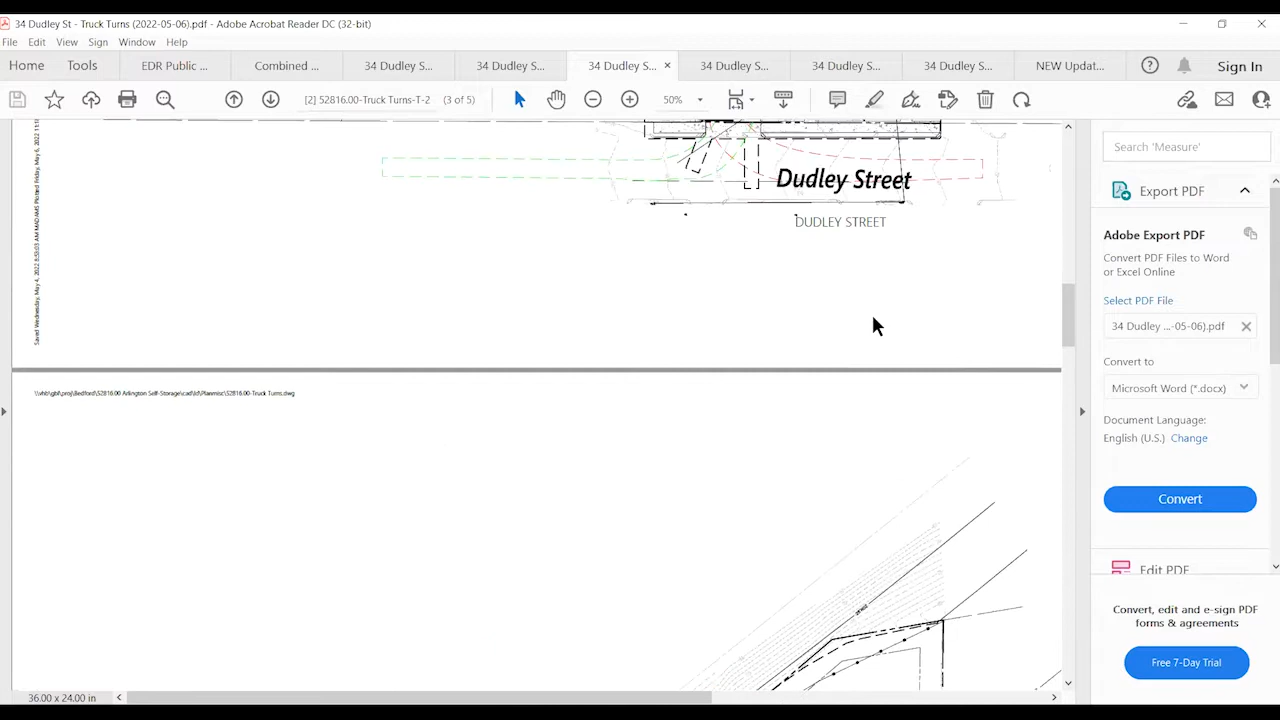 34 Dudley St - Truck Turns (2022-05-06).pdf - Adobe Acrobat Reader DC (32-bit)
File Edit View Sign Window Help
Home Tools EDR Public ... Combined ... 34 Dudley S... 34 Dudley S... 34 Dudley S... × 34 Dudley S... 34 Dudley S... 34 Dudley S... NEW Updat... Sign In
[2] 52816.00-Truck Turns-T-2 (3 of 5) 50%
Search 'Measure'
Export PDF
Adobe Export PDF
Convert PDF Files to Word
or Excel Online
Select PDF File
34 Dudley ...-05-06).pdf
Convert to
Microsoft Word (*.docx)
Document Language:
English (U.S.) Change
Convert
Edit PDF
Convert, edit and e-sign PDF
forms & agreements
Free 7-Day Trial
Dudley Street
DUDLEY STREET
36.00 x 24.00 in